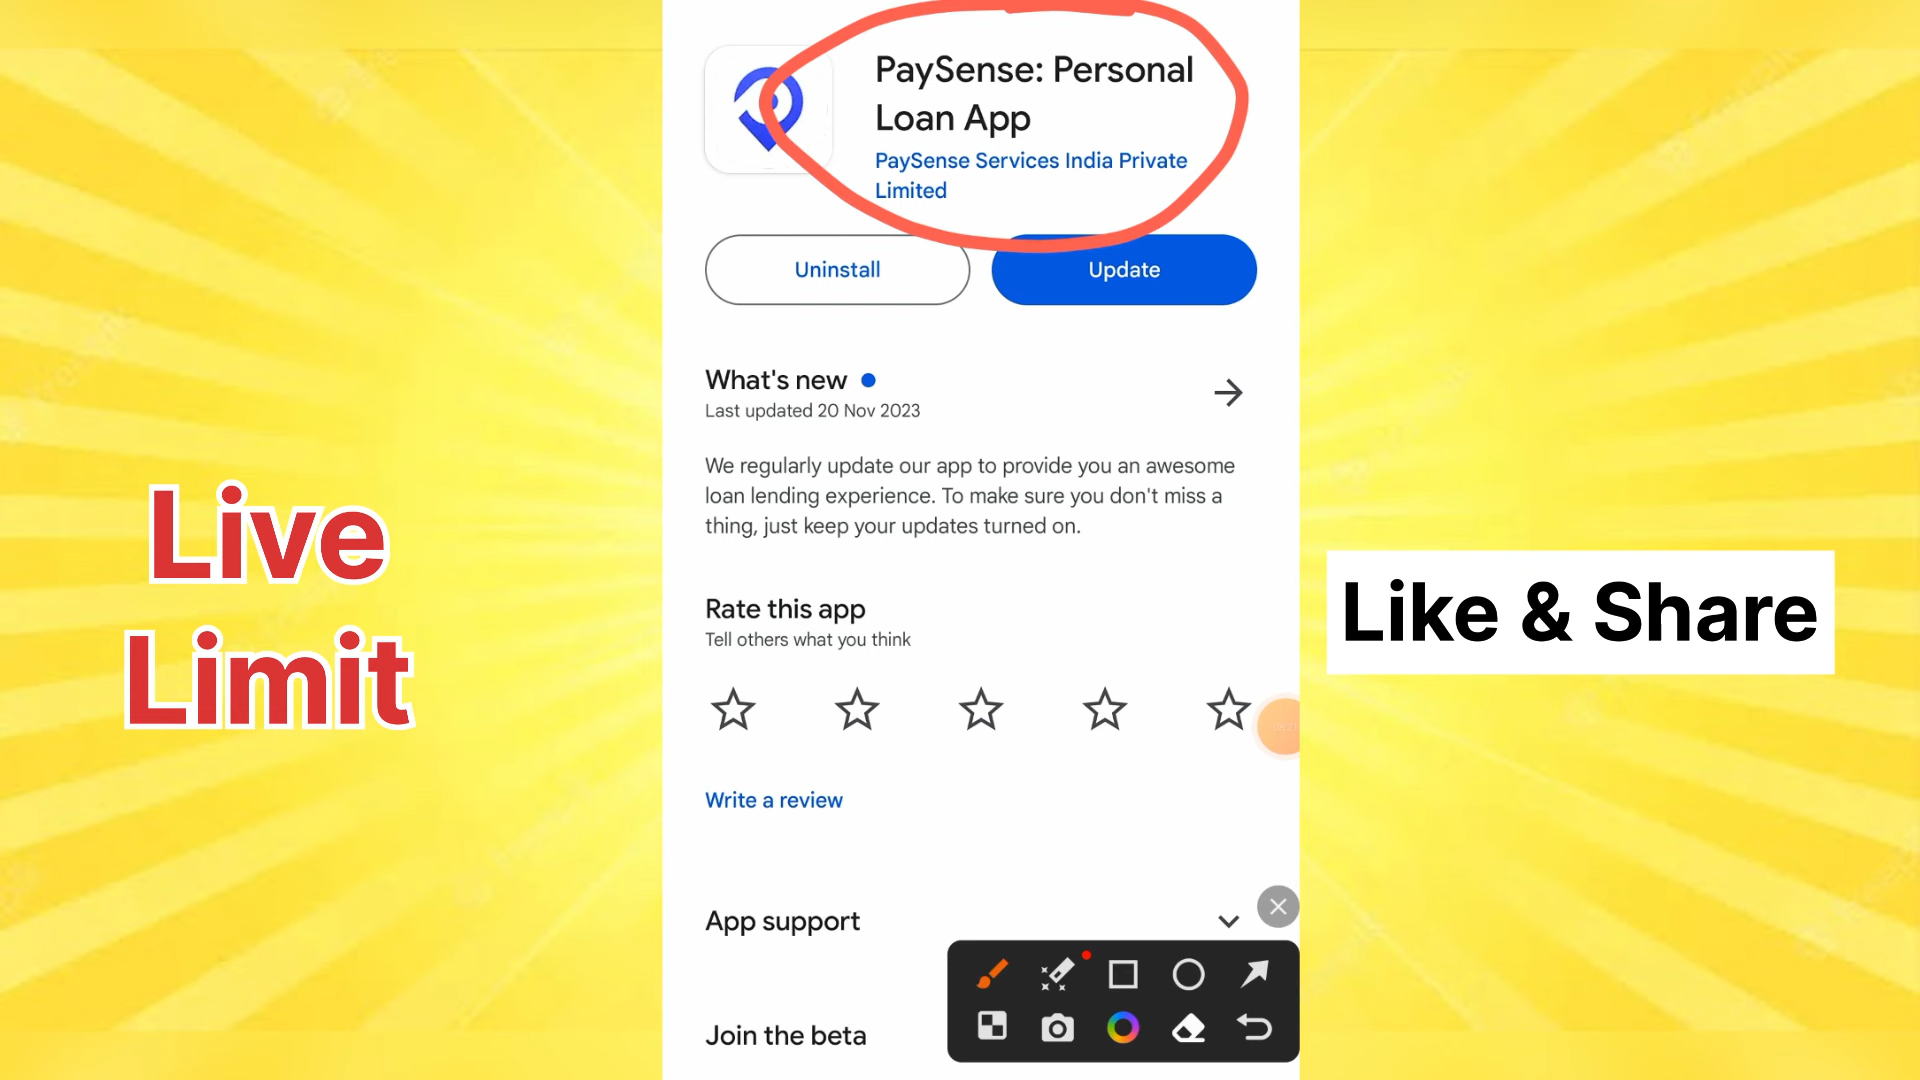 PaySense: Personal
Loan App
PaySense Services India Private
Limited
Uninstall
Update
What's new
Last updated 20 Nov 2023
We regularly update our app to provide you an awesome
loan lending experience. To make sure you don't miss a
thing, just keep your updates turned on.
Live
Limit
Like & Share
Rate this app
Tell others what you think
Write a review
App support
Join the beta